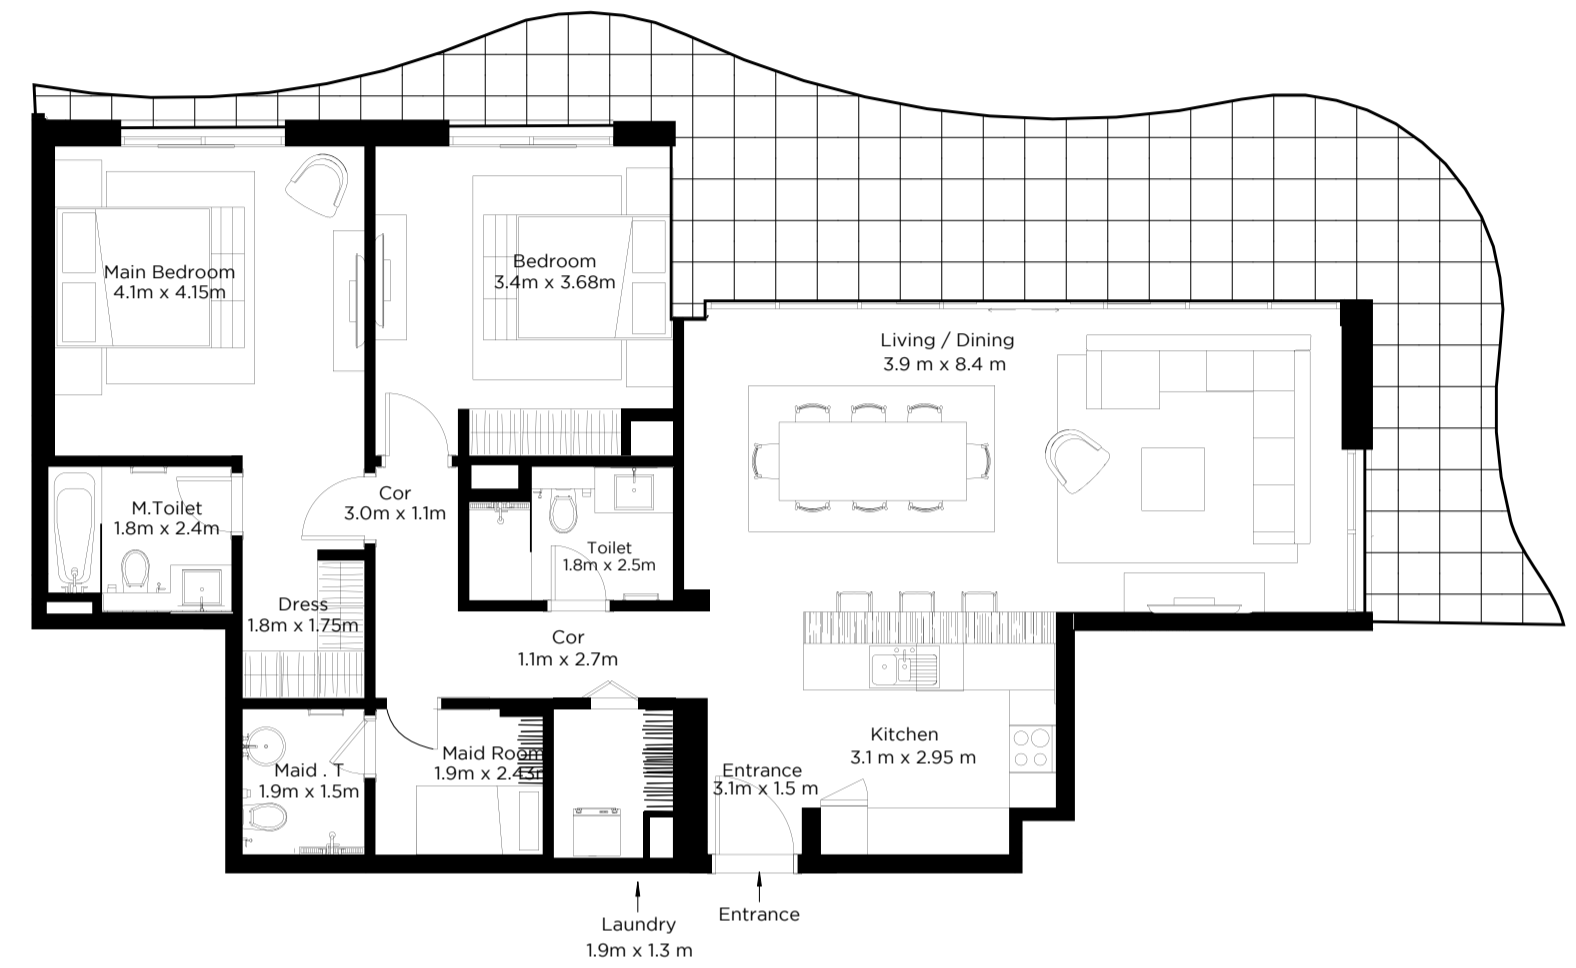 Main Bedroom
4.1m x 4.15m
Bedroom
3.4m x 3.68m
Living / Dining
3.9 m x 8.4 m
M.Toilet
1.8m x 2.4m
Cor
3.0m x 1.1m
Toilet
1.8m x 2.5m
Dress
1.8m x 1.75m
Cor
1.1m x 2.7m
Maid . T
1.9m x 1.5m
Maid Room
1.9m x 2.43m
Entrance
3.1m x 1.5 m
Kitchen
3.1 m x 2.95 m
Laundry
1.9m x 1.3 m
Entrance